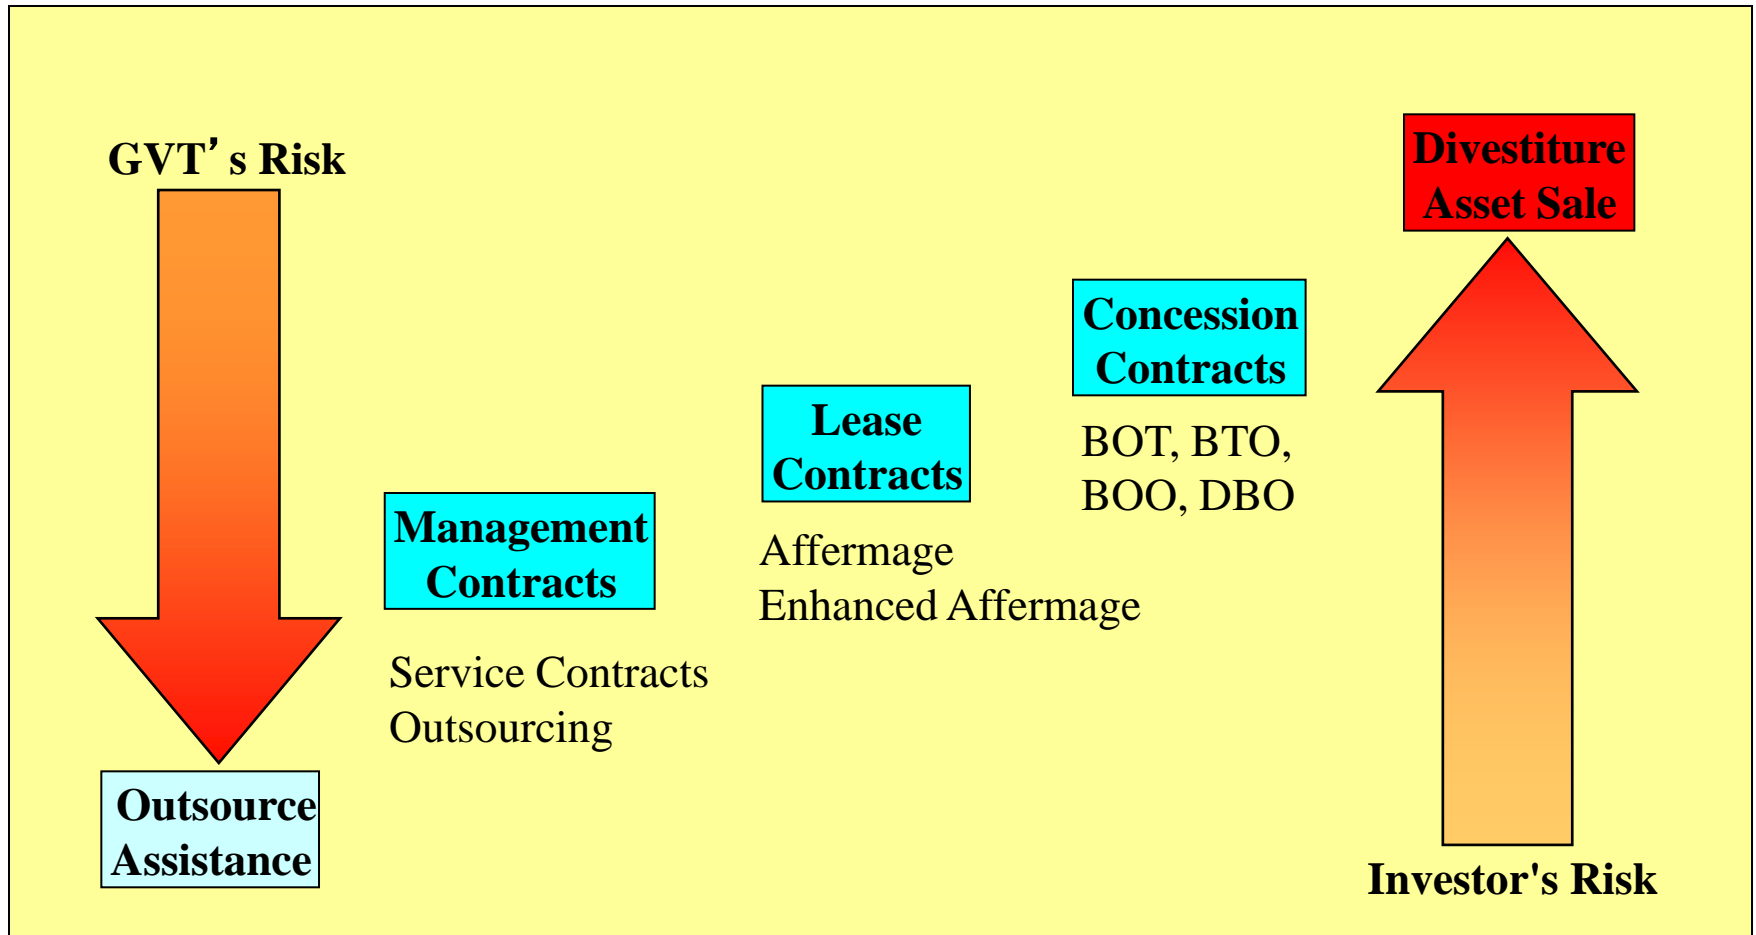 GVT’s Risk
Outsource
Assistance
Management
Contracts
Service Contracts
Outsourcing
Lease
Contracts
Affermage
Enhanced Affermage
Concession
Contracts
BOT, BTO,
BOO, DBO
Divestiture
Asset Sale
Investor's Risk